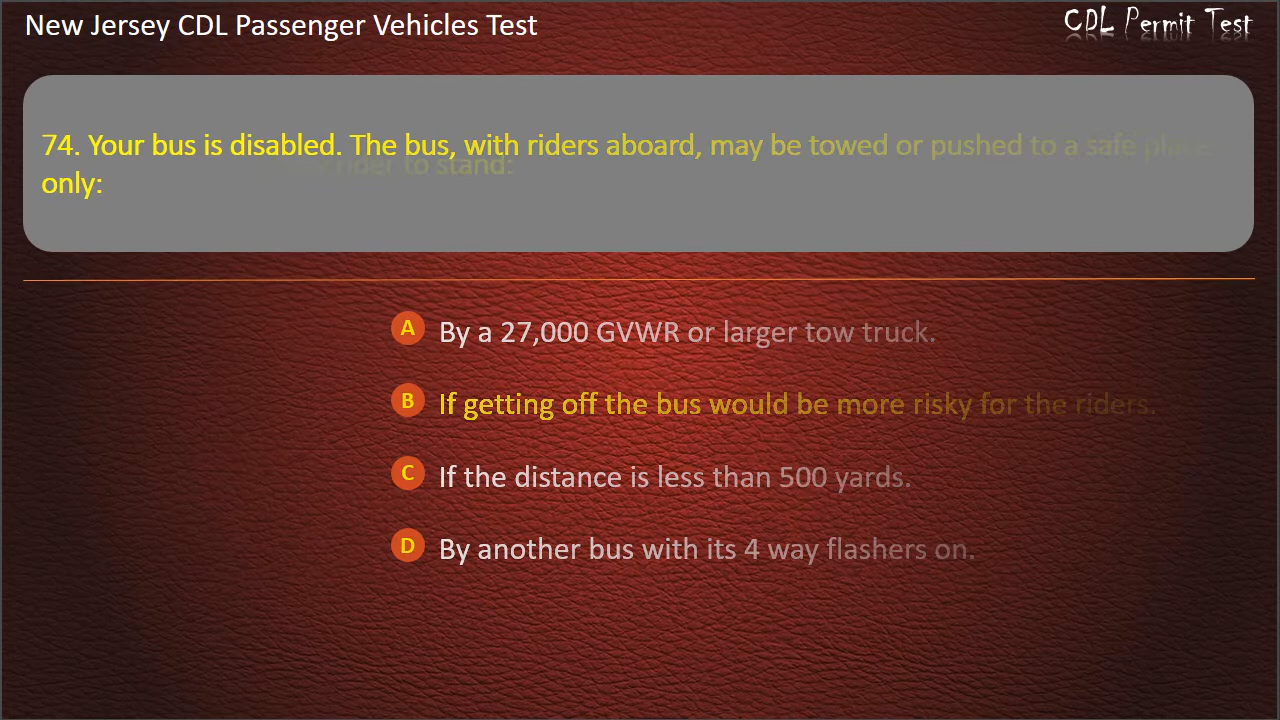 New Jersey CDL Passenger Vehicles Test
CDL Permit Test
74. Your bus is disabled. The bus, with riders aboard, may be towed or pushed to a safe place
only:
rider to stand:
A By a 27,000 GVWR or larger tow truck.
B If getting off the bus would be more risky for the riders.
C If the distance is less than 500 yards.
D By another bus with its 4 way flashers on.